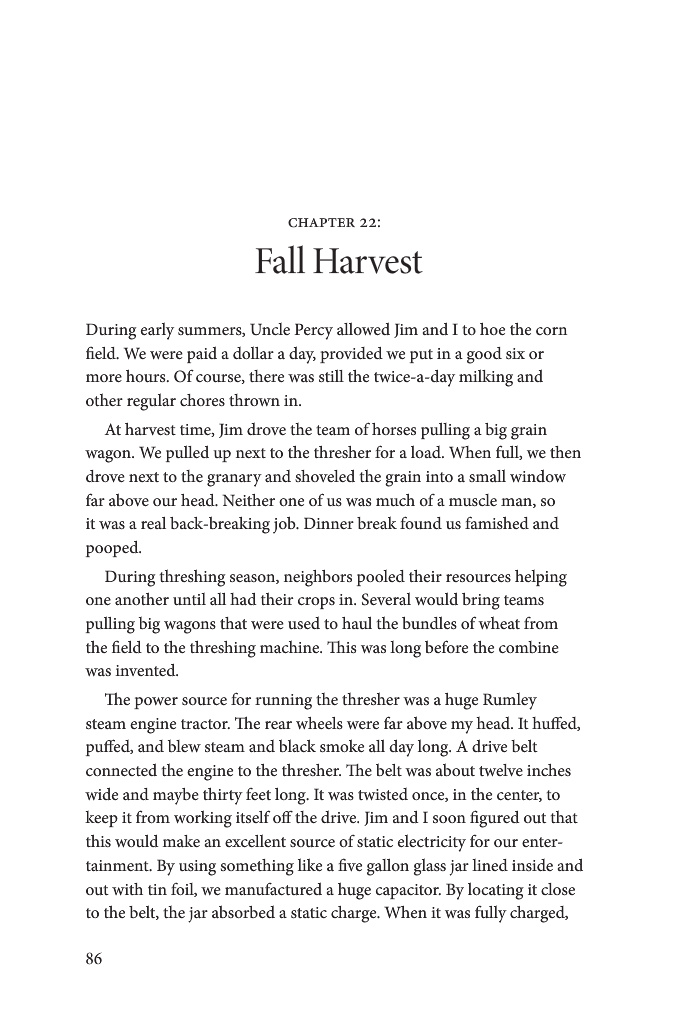 CHAPTER 22:
Fall Harvest
During early summers, Uncle Percy allowed Jim and I to hoe the corn
field. We were paid a dollar a day, provided we put in a good six or
more hours. Of course, there was still the twice-a-day milking and
other regular chores thrown in.
At harvest time, Jim drove the team of horses pulling a big grain
wagon. We pulled up next to the thresher for a load. When full, we then
drove next to the granary and shoveled the grain into a small window
far above our head. Neither one of us was much of a muscle man, so
it was a real back-breaking job. Dinner break found us famished and
pooped.
During threshing season, neighbors pooled their resources helping
one another until all had their crops in. Several would bring teams
pulling big wagons that were used to haul the bundles of wheat from
the field to the threshing machine. This was long before the combine
was invented.
The power source for running the thresher was a huge Rumley
steam engine tractor. The rear wheels were far above my head. It huffed,
puffed, and blew steam and black smoke all day long. A drive belt
connected the engine to the thresher. The belt was about twelve inches
wide and maybe thirty feet long. It was twisted once, in the center, to
keep it from working itself off the drive. Jim and I soon figured out that
this would make an excellent source of static electricity for our enter-
tainment. By using something like a five gallon glass jar lined inside and
out with tin foil, we manufactured a huge capacitor. By locating it close
to the belt, the jar absorbed a static charge. When it was fully charged,
86